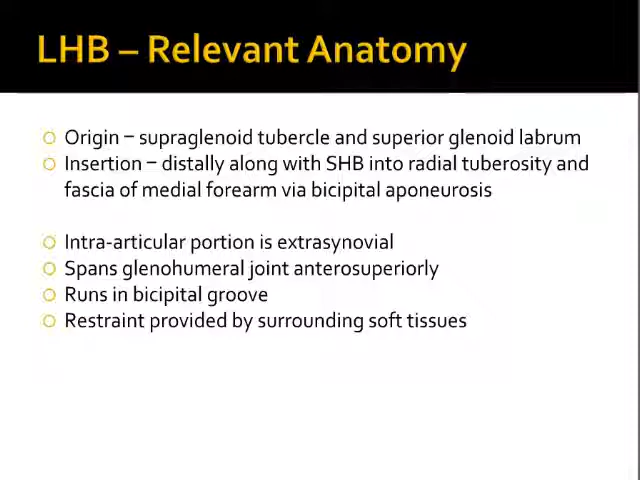 LHB – Relevant Anatomy
Origin – supraglenoid tubercle and superior glenoid labrum
Insertion – distally along with SHB into radial tuberosity and
fascia of medial forearm via bicipital aponeurosis
Intra-articular portion is extrasynovial
Spans glenohumeral joint anterosuperiorly
Runs in bicipital groove
Restraint provided by surrounding soft tissues